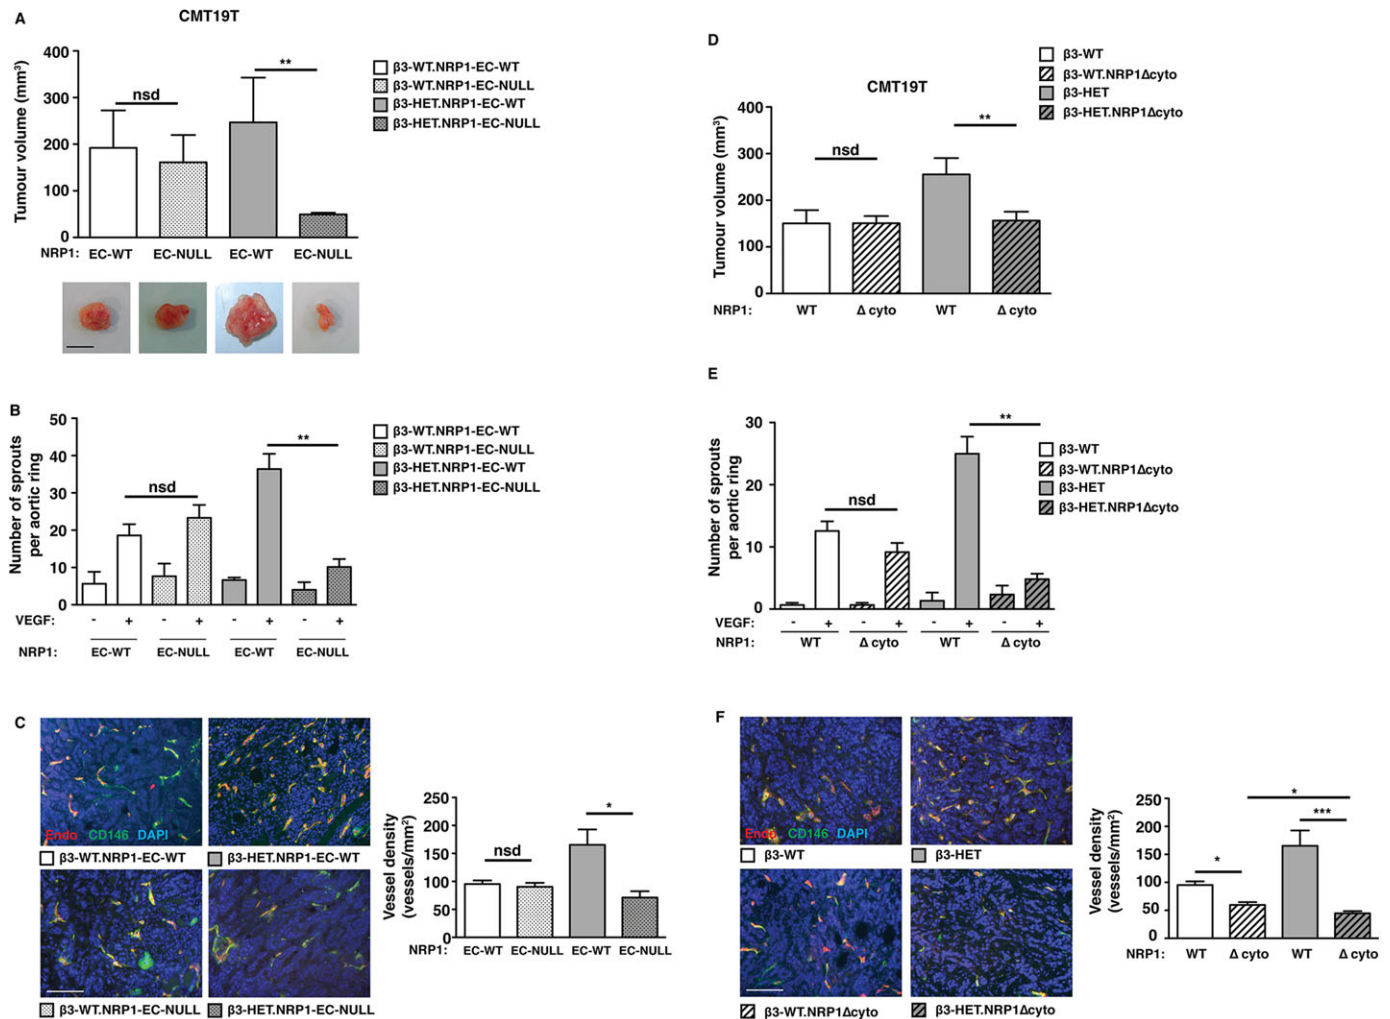 A
CMT19T
Tumour volume (mm³)
400
300
200
100
0
nsd
**
β3-WT.NRP1-EC-WT
β3-WT.NRP1-EC-NULL
β3-HET.NRP1-EC-WT
β3-HET.NRP1-EC-NULL
NRP1: EC-WT EC-NULL EC-WT EC-NULL
B
Number of sprouts
per aortic ring
50
40
30
20
10
0
nsd
**
β3-WT.NRP1-EC-WT
β3-WT.NRP1-EC-NULL
β3-HET.NRP1-EC-WT
β3-HET.NRP1-EC-NULL
VEGF: - + - + - + - +
NRP1: EC-WT EC-NULL EC-WT EC-NULL
C
Endo CD146 DAPI
β3-WT.NRP1-EC-WT β3-HET.NRP1-EC-WT
β3-WT.NRP1-EC-NULL β3-HET.NRP1-EC-NULL
Vessel density
(vessels/mm²)
250
200
150
100
50
0
nsd
*
NRP1: EC-WT EC-NULL EC-WT EC-NULL
D
CMT19T
Tumour volume (mm³)
400
300
200
100
0
nsd
**
β3-WT
β3-WT.NRP1Δcyto
β3-HET
β3-HET.NRP1Δcyto
NRP1: WT Δ cyto WT Δ cyto
E
Number of sprouts
per aortic ring
30
20
10
0
nsd
**
β3-WT
β3-WT.NRP1Δcyto
β3-HET
β3-HET.NRP1Δcyto
VEGF: - + - + - + - +
NRP1: WT Δ cyto WT Δ cyto
F
Endo CD146 DAPI
β3-WT β3-HET
β3-WT.NRP1Δcyto β3-HET.NRP1Δcyto
Vessel density
(vessels/mm²)
250
200
150
100
50
0
*
*
***
NRP1: WT Δ cyto WT Δ cyto